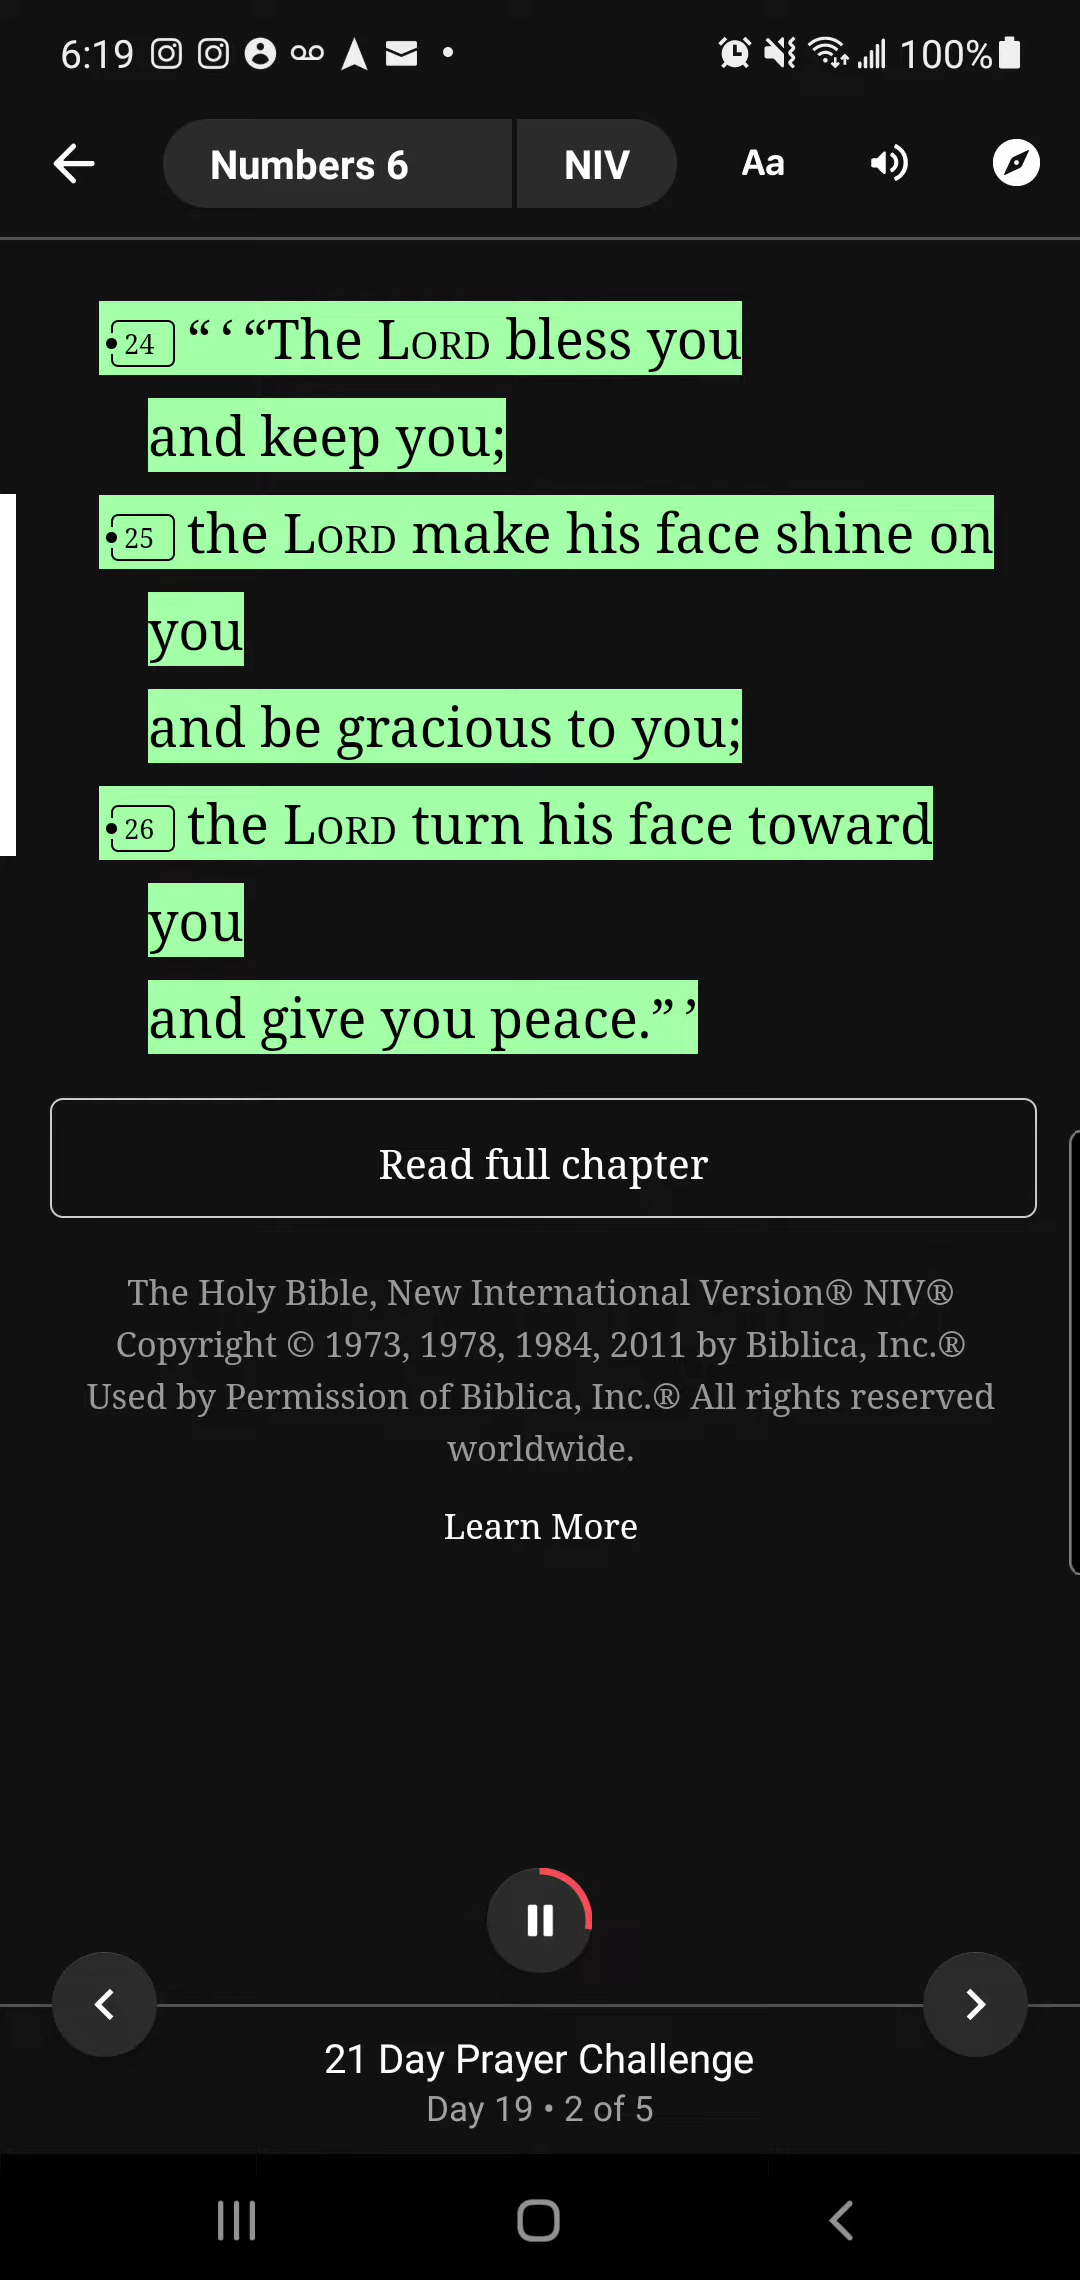 6:19 100%
Numbers 6 NIV Aa
24 “ ‘ “The LORD bless you
and keep you;
25 the LORD make his face shine on
you
and be gracious to you;
26 the LORD turn his face toward
you
and give you peace.” ’
Read full chapter
The Holy Bible, New International Version® NIV®
Copyright © 1973, 1978, 1984, 2011 by Biblica, Inc.®
Used by Permission of Biblica, Inc.® All rights reserved
worldwide.
Learn More
21 Day Prayer Challenge
Day 19 • 2 of 5